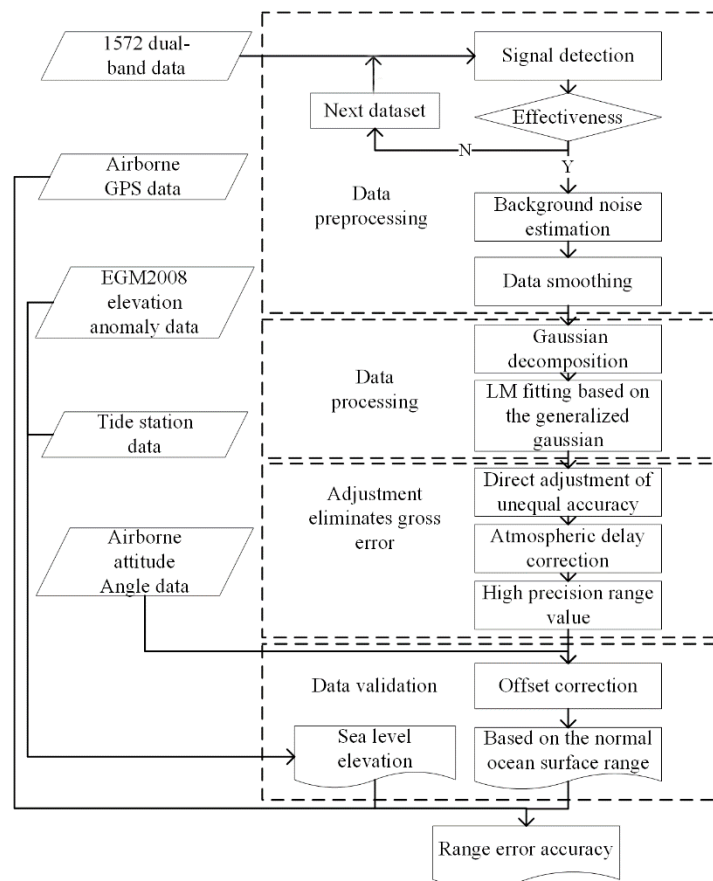 1572 dual-
band data
Signal detection
Next dataset
Effectiveness
N
Y
Airborne
GPS data
Data
preprocessing
Background noise
estimation
EGM2008
elevation
anomaly data
Data smoothing
Gaussian
decomposition
Data
processing
LM fitting based on
the generalized
gaussian
Tide station
data
Adjustment
eliminates gross
error
Direct adjustment of
unequal accuracy
Airborne
attitude
Angle data
Atmospheric delay
correction
High precision range
value
Data validation
Offset correction
Sea level
elevation
Based on the normal
ocean surface range
Range error accuracy